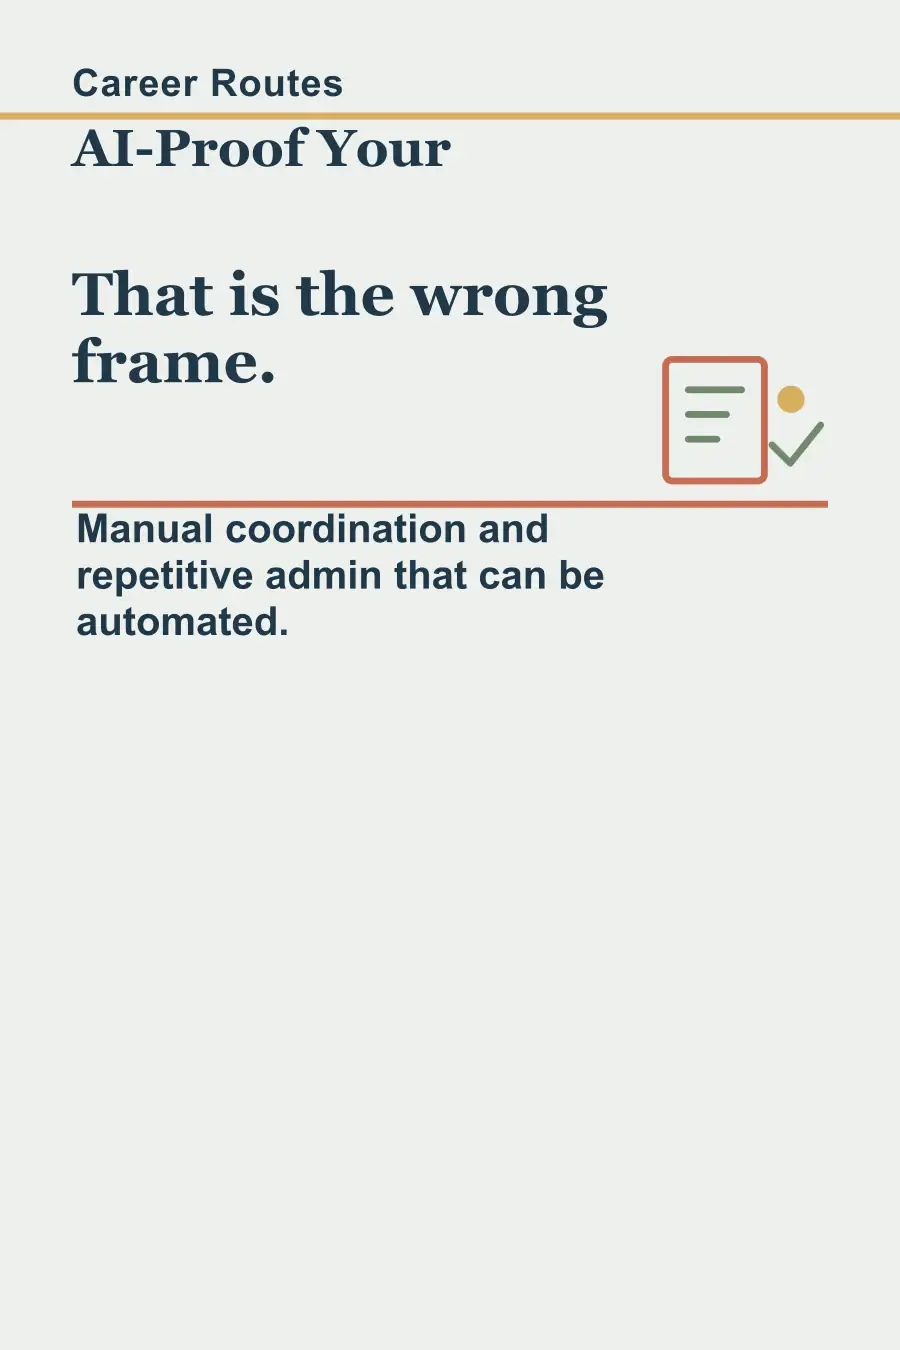 Career Routes
AI-Proof Your
That is the wrong
frame.
Manual coordination and
repetitive admin that can be
automated.